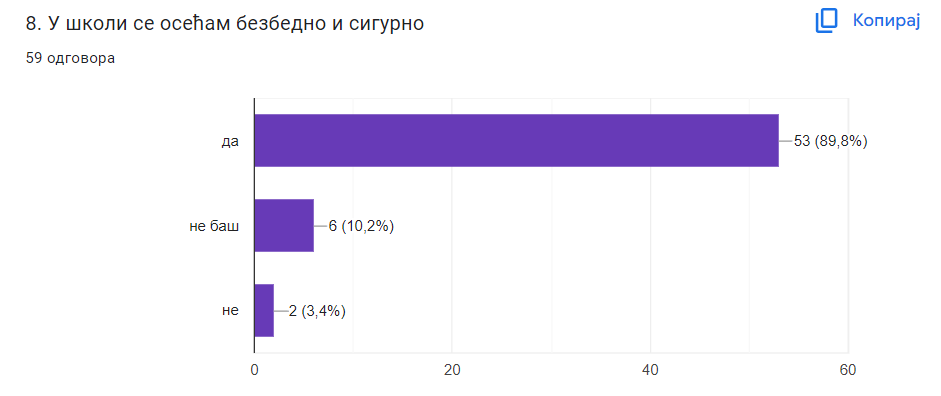 8. У школи се осећам безбедно и сигурно
Копирај
59 одговора
да
53 (89,8%)
не баш
6 (10,2%)
не
2 (3,4%)
0
20
40
60